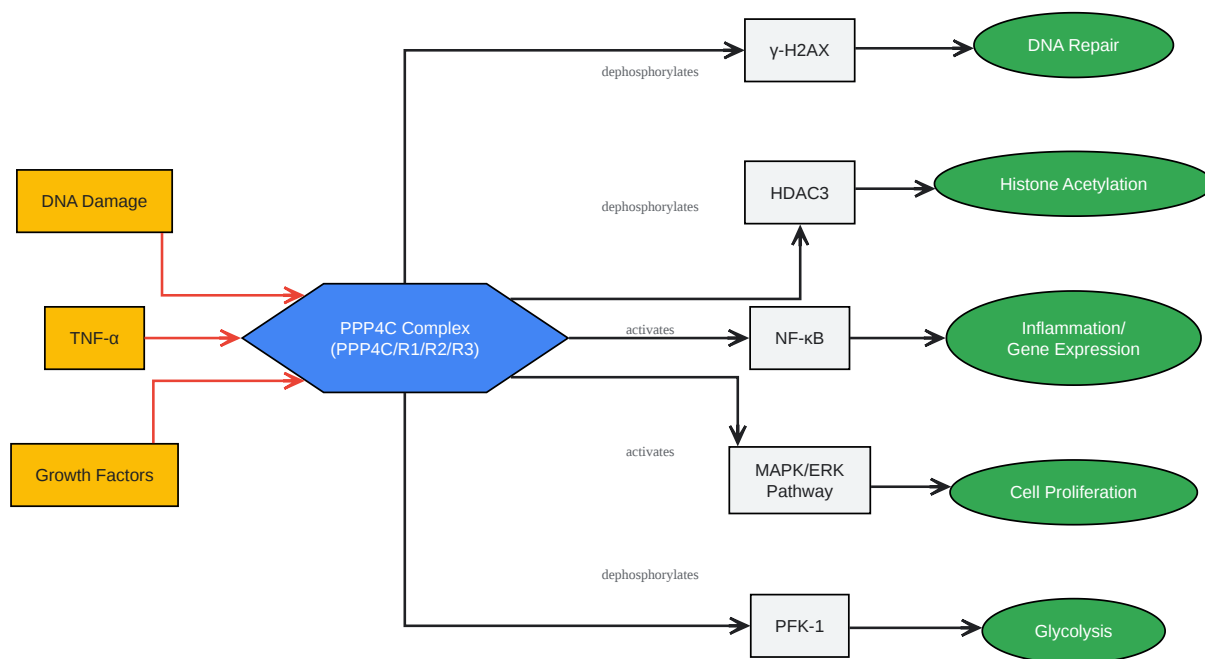 γ-H2AX
DNA Repair
dephosphorylates
DNA Damage
HDAC3
Histone Acetylation
dephosphorylates
TNF-α
PPP4C Complex
(PPP4C/R1/R2/R3)
activates
NF-κB
Inflammation/
Gene Expression
Growth Factors
activates
MAPK/ERK
Pathway
Cell Proliferation
dephosphorylates
PFK-1
Glycolysis